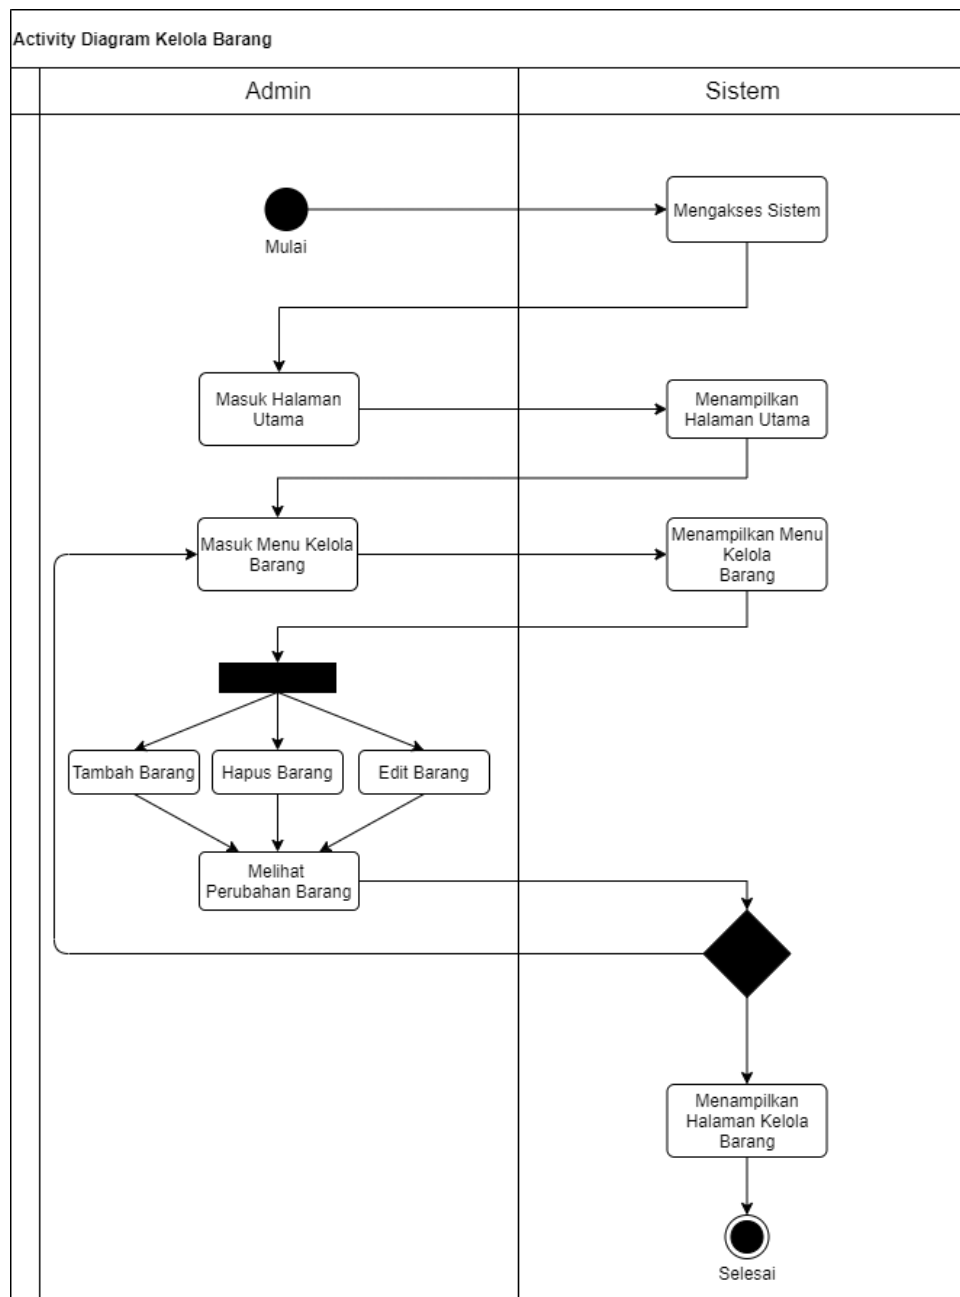 Activity Diagram Kelola Barang
Admin
Sistem
Mulai
Mengakses Sistem
Masuk Halaman
Utama
Menampilkan
Halaman Utama
Masuk Menu Kelola
Barang
Menampilkan Menu
Kelola
Barang
Tambah Barang
Hapus Barang
Edit Barang
Melihat
Perubahan Barang
Menampilkan
Halaman Kelola
Barang
Selesai